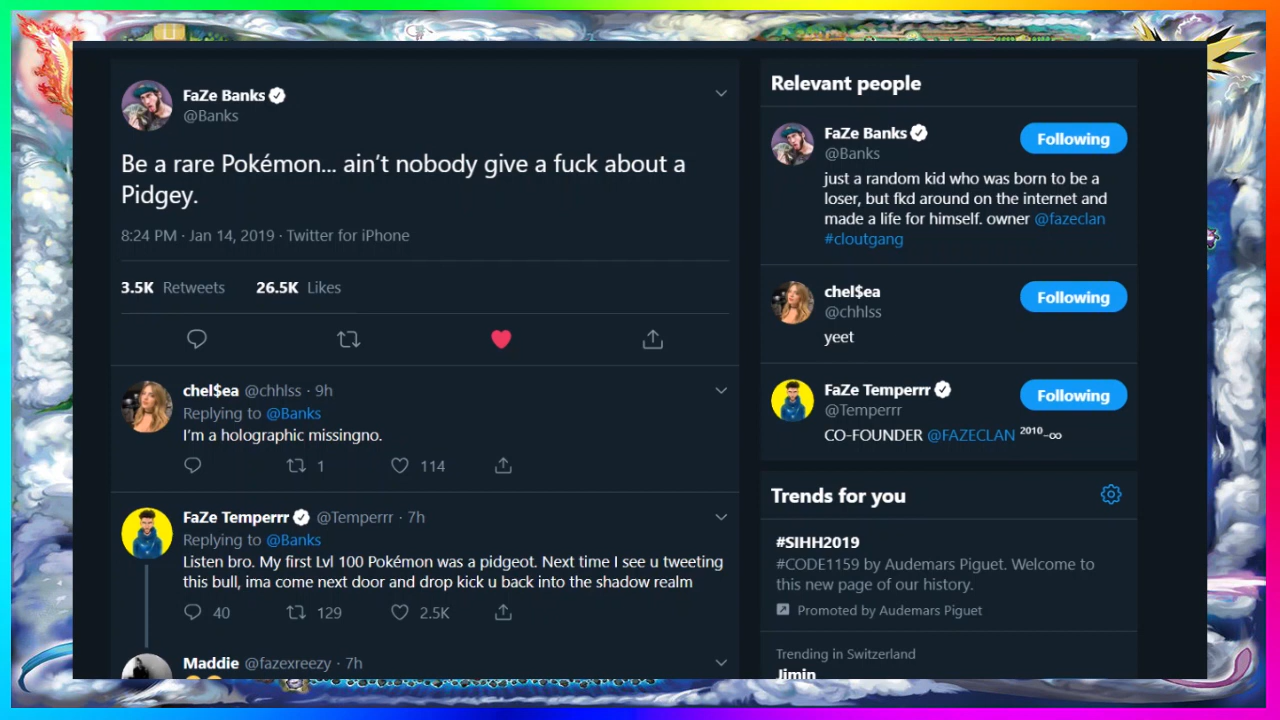 FaZe Banks
@Banks
Be a rare Pokémon... ain't nobody give a fuck about a
Pidgey.
8:24 PM · Jan 14, 2019 · Twitter for iPhone
3.5K Retweets 26.5K Likes
chel$ea @chhlss · 9h
Replying to @Banks
I'm a holographic missingno.
1 114
FaZe Temperrr @Temperrr · 7h
Replying to @Banks
Listen bro. My first Lvl 100 Pokémon was a pidgeot. Next time I see u tweeting
this bull, ima come next door and drop kick u back into the shadow realm
40 129 2.5K
Maddie @fazexreezy · 7h
Relevant people
FaZe Banks
@Banks
Following
just a random kid who was born to be a
loser, but fkd around on the internet and
made a life for himself. owner @fazeclan
#cloutgang
chel$ea
@chhlss
Following
yeet
FaZe Temperrr
@Temperrr
Following
CO-FOUNDER @FAZECLAN ²⁰¹⁰-∞
Trends for you
#SIHH2019
#CODE1159 by Audemars Piguet. Welcome to
this new page of our history.
Promoted by Audemars Piguet
Trending in Switzerland
Jimin